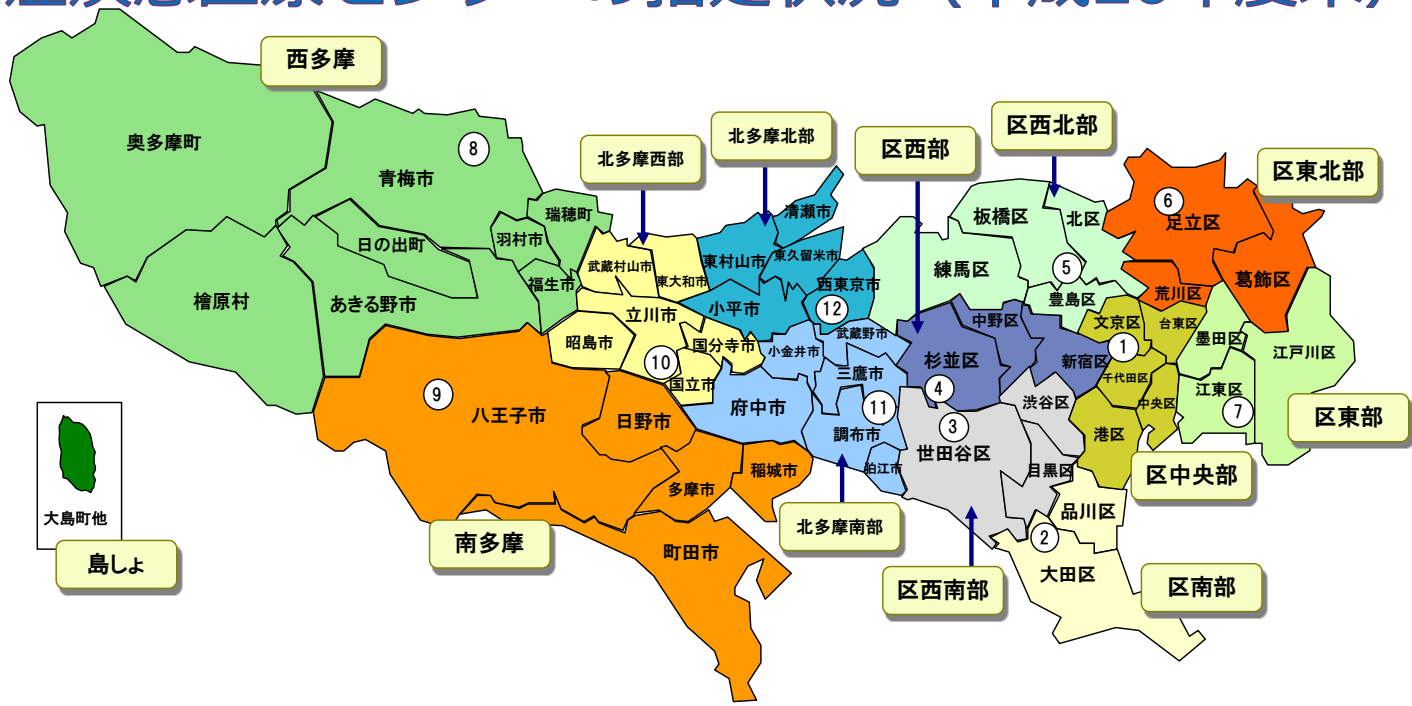 西多摩
北多摩西部
北多摩北部
区西部
区西北部
区東北部
奥多摩町
⑧
青梅市
瑞穂町
清瀬市
板橋区
北区
⑥
足立区
日の出町
羽村市
武蔵村山市
東大和市
東村山市
東久留米市
練馬区
⑤
葛飾区
檜原村
あきる野市
福生市
立川市
小平市
西東京市
⑫
豊島区
荒川区
昭島市
国分寺市
小金井市
武蔵野市
中野区
文京区
①
台東区
墨田区
江戸川区
⑩
国立市
三鷹市
杉並区
④
新宿区
千代田区
⑨
八王子市
日野市
府中市
⑪
調布市
渋谷区
中央区
江東区
⑦
区東部
③
世田谷区
港区
稲城市
多摩市
狛江市
目黒区
区中央部
大島町他
島しょ
南多摩
町田市
北多摩南部
品川区
②
大田区
区西南部
区南部